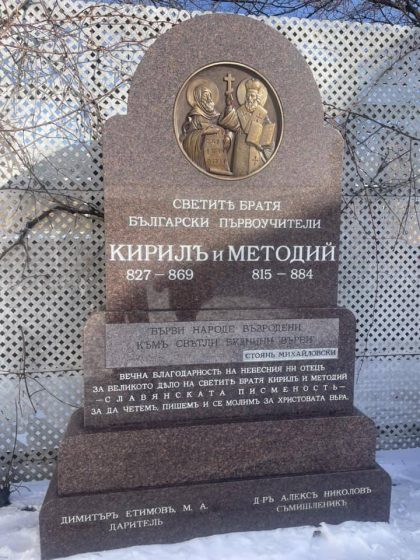 СВЕТИТѢ БРАТЯ
БЪЛГАРСКИ ПЪРВОУЧИТЕЛИ
КИРИЛЪ и МЕТОДИЙ
827 – 869 815 – 884
ВЪРВИ НАРОДЕ ВЪЗРОДЕНИ
КЪМЪ СВѢТЛИ БѪДНИНИ ВЪРВИ
СТОЯНЪ МИХАЙЛОВСКИ
ВЕЧНА БЛАГОДАРНОСТЬ НА НЕБЕСНИЯ НИ ОТЕЦЪ
ЗА ВЕЛИКОТО ДѢЛО НА СВЕТИТѢ БРАТЯ КИРИЛЪ И МЕТОДИЙ
–СЛАВЯНСКАТА ПИСМЕНОСТЬ–
ЗА ДА ЧЕТЕМЪ, ПИШЕМЪ И СЕ МОЛИМЪ ЗА ХРИСТОВАТА ВѢРА.
ДИМИТЪРЪ ЕТИМОВЪ, М. А. Д-РЪ АЛЕКСЪ НИКОЛОВЪ
ДАРИТЕЛЬ СЪМИШЛЕНИКЪ